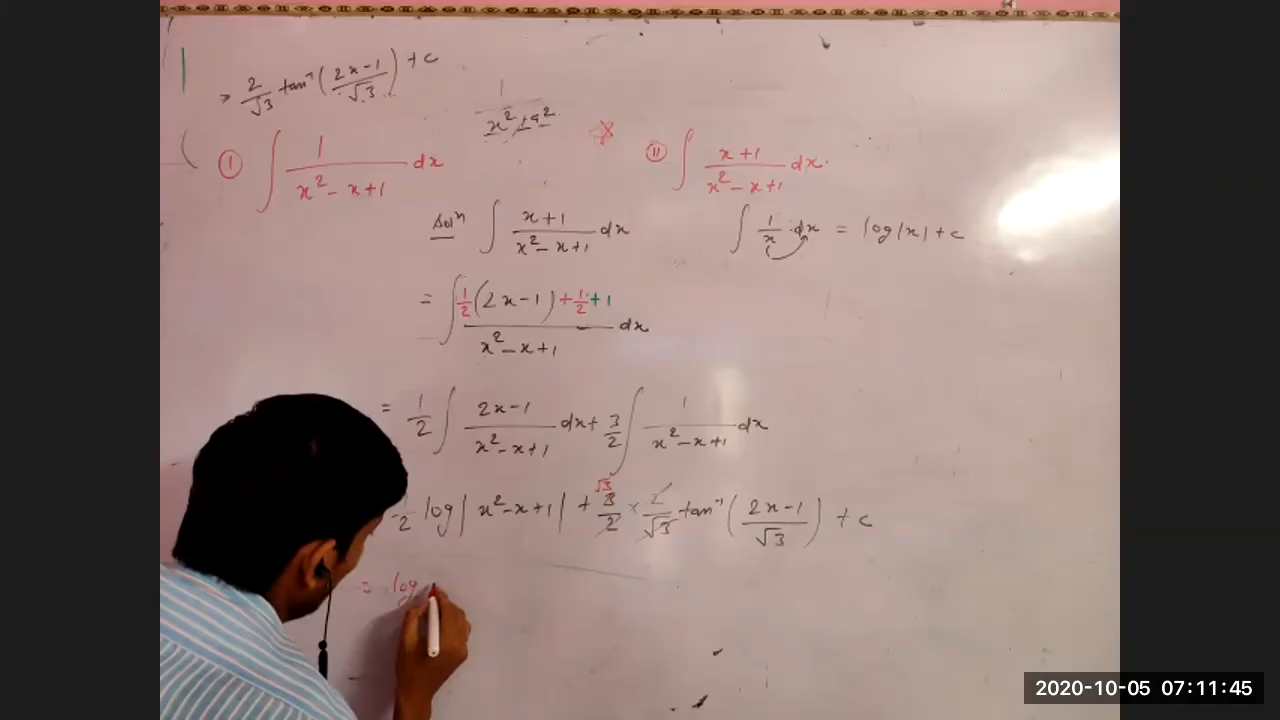 > 2/√3 tan⁻¹ (2x-1/√3) + c
1/x²+a²
(I) ∫ 1/x²-x+1 dx
(II) ∫ x+1/x²-x+1 dx.
Solⁿ ∫ x+1/x²-x+1 dx
∫ 1/x · dx = log|x| + c
= ∫ 1/2(2x-1)+1/2+1/x²-x+1 dx
= 1/2 ∫ 2x-1/x²-x+1 dx + 3/2 ∫ 1/x²-x+1 dx
2 log|x²-x+1| + 3/2 × 2/√3 tan⁻¹(2x-1/√3) + c
√3
= log
2020-10-05 07:11:45